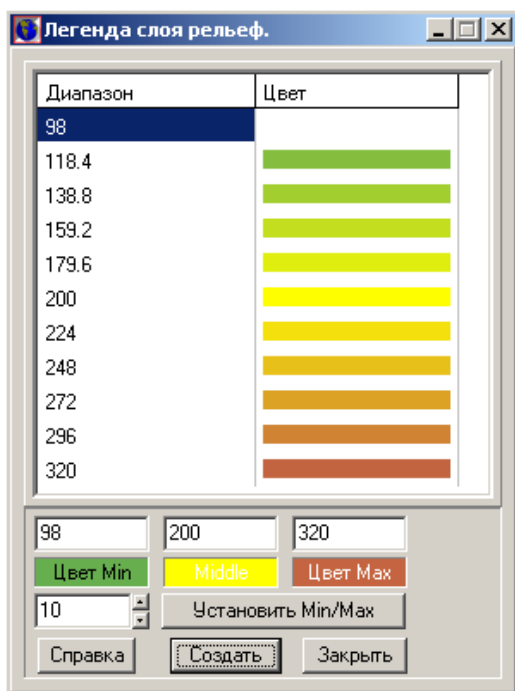 Легенда слоя рельеф.
Диапазон Цвет
98
118.4
138.8
159.2
179.6
200
224
248
272
296
320
98 200 320
Цвет Min Middle Цвет Max
10 Установить Min/Max
Справка Создать Закрыть